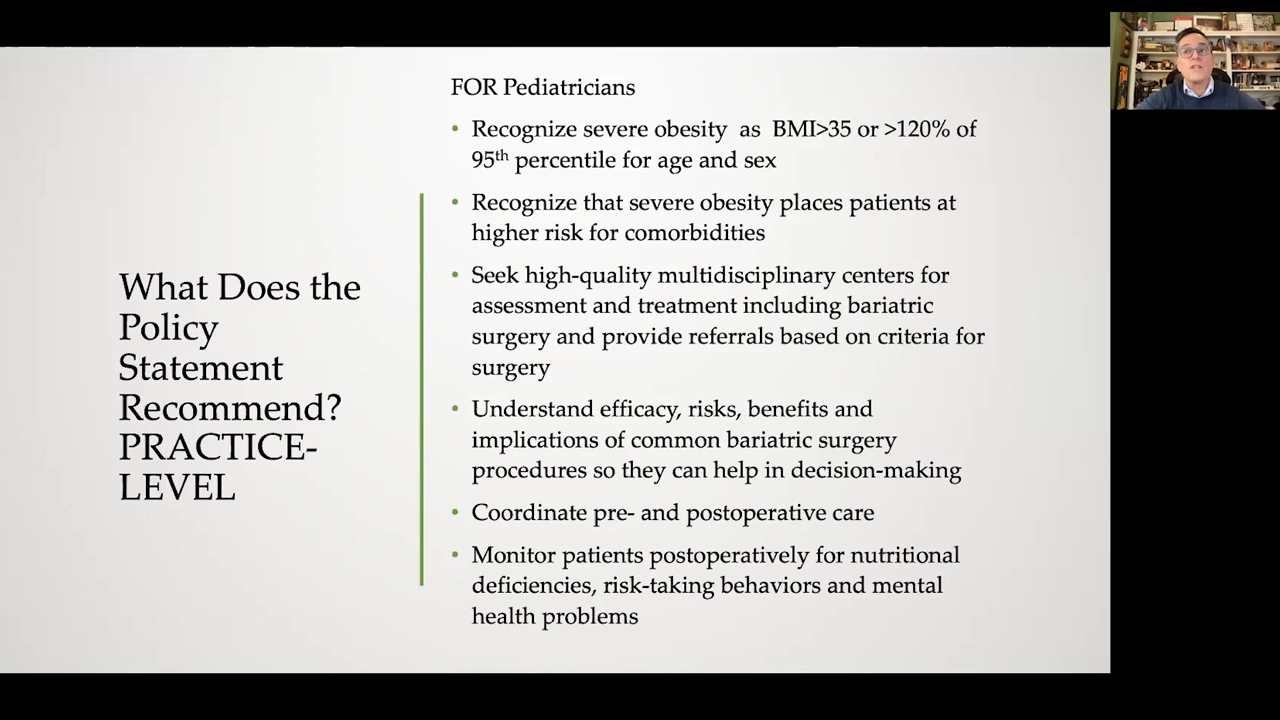 What Does the
Policy
Statement
Recommend?
PRACTICE-
LEVEL
FOR Pediatricians
• Recognize severe obesity as BMI>35 or >120% of
95th percentile for age and sex
• Recognize that severe obesity places patients at
higher risk for comorbidities
• Seek high-quality multidisciplinary centers for
assessment and treatment including bariatric
surgery and provide referrals based on criteria for
surgery
• Understand efficacy, risks, benefits and
implications of common bariatric surgery
procedures so they can help in decision-making
• Coordinate pre- and postoperative care
• Monitor patients postoperatively for nutritional
deficiencies, risk-taking behaviors and mental
health problems